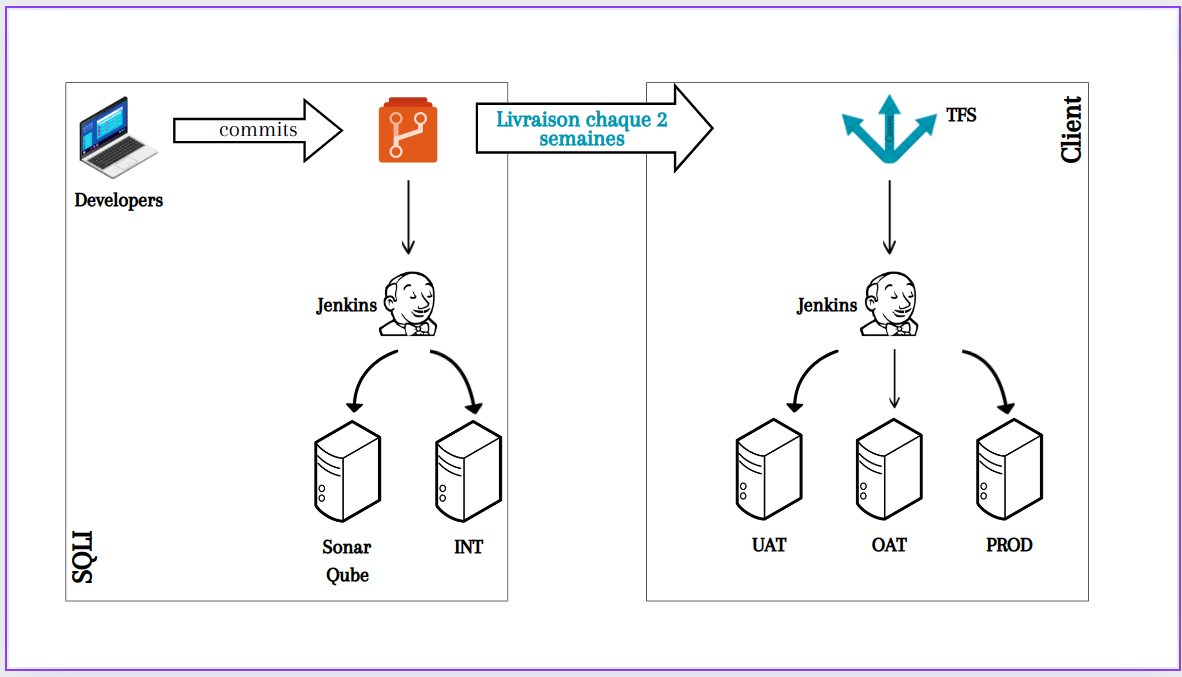 commits
Livraison chaque 2
semaines
TFS
Client
Developers
Jenkins
Jenkins
Sonar
Qube
INT
UAT
OAT
PROD
SQLI